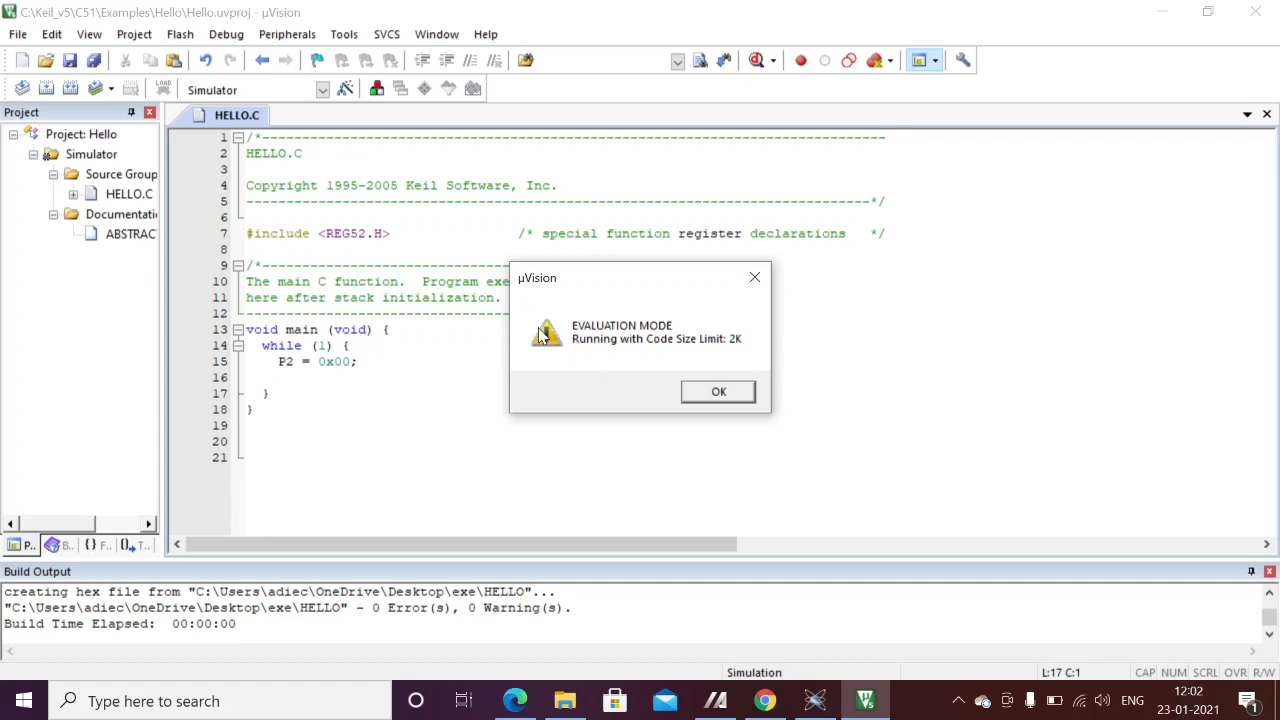 C:\Keil_v5\C51\Examples\Hello\Hello.uvproj - µVision
File Edit View Project Flash Debug Peripherals Tools SVCS Window Help
LOAD
Simulator
Project
HELLO.C
Project: Hello
Simulator
Source Group
HELLO.C
Documentatio
ABSTRAC
1 /*------------------------------------------------------------------------------
2 HELLO.C
3
4 Copyright 1995-2005 Keil Software, Inc.
5 ------------------------------------------------------------------------------*/
6
7 #include <REG52.H> /* special function register declarations */
8
9 /*--------------------------------
10 The main C function. Program exe
11 here after stack initialization.
12 ---------------------------------
13 void main (void) {
14 while (1) {
15 P2 = 0x00;
16
17 }
18 }
19
20
21
µVision
EVALUATION MODE
Running with Code Size Limit: 2K
OK
P.. B.. {} F.. T..
Build Output
creating hex file from "C:\Users\adiec\OneDrive\Desktop\exe\HELLO"...
"C:\Users\adiec\OneDrive\Desktop\exe\HELLO" - 0 Error(s), 0 Warning(s).
Build Time Elapsed: 00:00:00
Simulation L:17 C:1 CAP NUM SCRL OVR R/W
Type here to search
ENG
12:02
23-01-2021
1